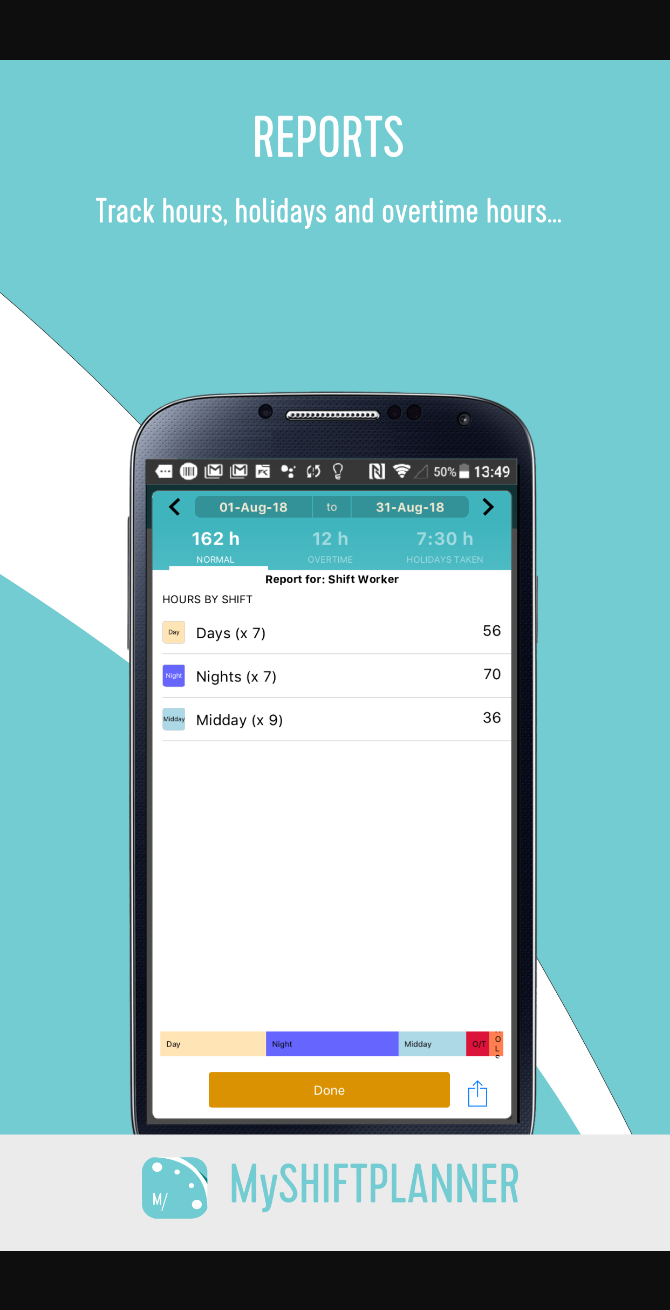 REPORTS
Track hours, holidays and overtime hours...
50% 13:49
01-Aug-18 to 31-Aug-18
162 h 12 h 7:30 h
NORMAL OVERTIME HOLIDAYS TAKEN
Report for: Shift Worker
HOURS BY SHIFT
Day Days (x 7) 56
Night Nights (x 7) 70
Midday Midday (x 9) 36
Day Night Midday O/T
Done
M/ MySHIFTPLANNER